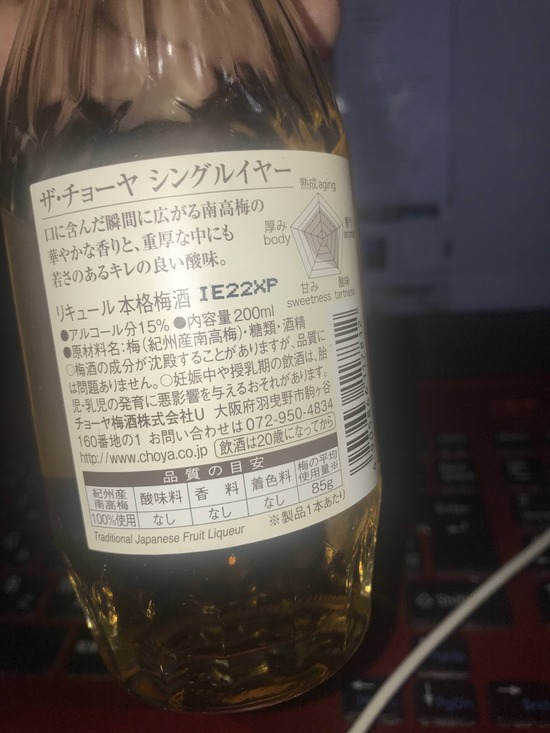 ザ・チョーヤ シングルイヤー
口に含んだ瞬間に広がる南高梅の
華やかな香りと、重厚な中にも
若さのあるキレの良い酸味。
熟成 aging
厚み
body
甘み
sweetness
酸味
tartness
リキュール 本格梅酒 IE22XP
●アルコール分15% ●内容量200ml
●原材料名:梅(紀州産南高梅)・糖類・酒精
○梅酒の成分が沈殿することがありますが、品質に
は問題ありません。○妊娠中や授乳期の飲酒は、胎
児・乳児の発育に悪影響を与えるおそれがあります。
チョーヤ梅酒株式会社U 大阪府羽曳野市駒ヶ谷
160番地の1 お問い合わせは072-950-4834
http://www.choya.co.jp 飲酒は20歳になってから
品質の目安
紀州産南高梅 酸味料 香料 着色料 梅の平均使用量※
100%使用 なし なし なし 85g
※製品1本あたり
Traditional Japanese Fruit Liqueur
Shift
PgDn